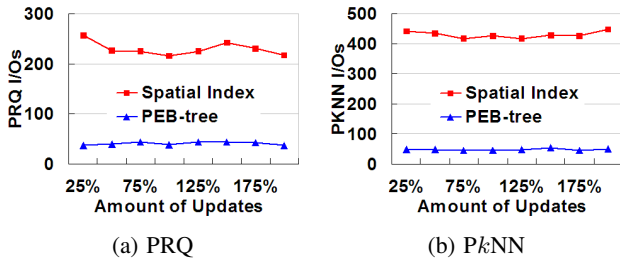 300
200
100
0
PRQ I/Os
Spatial Index
PEB-tree
25% 75% 125% 175%
Amount of Updates
(a) PRQ
500
400
300
200
100
0
PKNN I/Os
Spatial Index
PEB-tree
25% 75% 125% 175%
Amount of Updates
(b) PkNN